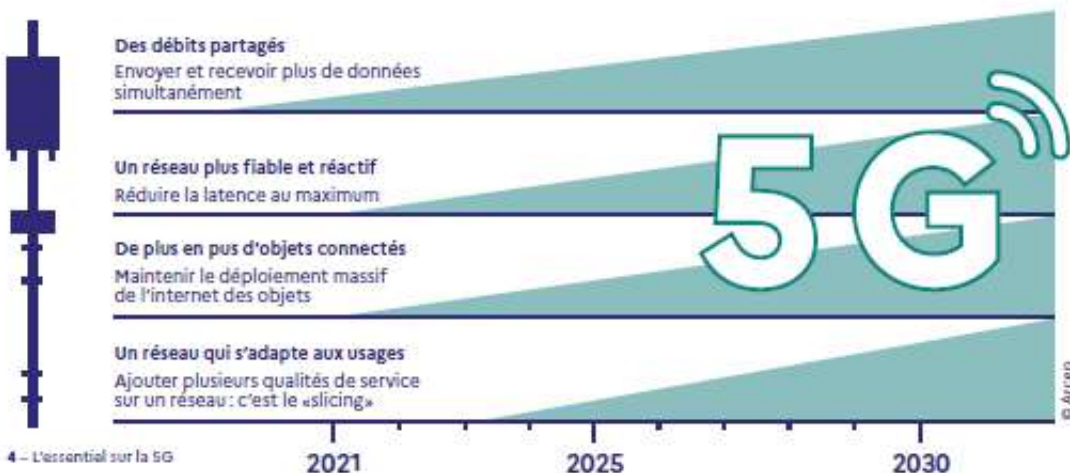 Des débits partagés
Envoyer et recevoir plus de données
simultanément
Un réseau plus fiable et réactif
Réduire la latence au maximum
De plus en pus d'objets connectés
Maintenir le déploiement massif
de l'internet des objets
Un réseau qui s'adapte aux usages
Ajouter plusieurs qualités de service
sur un réseau : c'est le «slicing»
5G
© Arcep
4 – L'essentiel sur la 5G
2021
2025
2030